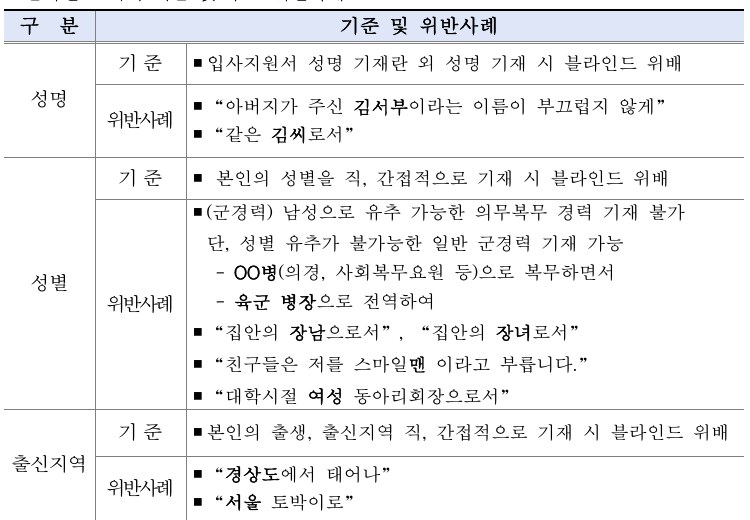 구 분 기준 및 위반사례
성명
기 준
■ 입사지원서 성명 기재란 외 성명 기재 시 블라인드 위배
위반사례
■ “아버지가 주신 김서부이라는 이름이 부끄럽지 않게”
■ “같은 김씨로서”
성별
기 준
■ 본인의 성별을 직, 간접적으로 기재 시 블라인드 위배
위반사례
■ (군경력) 남성으로 유추 가능한 의무복무 경력 기재 불가
단, 성별 유추가 불가능한 일반 군경력 기재 가능
- OO병(의경, 사회복무요원 등)으로 복무하면서
- 육군 병장으로 전역하여
■ “집안의 장남으로서” , “집안의 장녀로서”
■ “친구들은 저를 스마일맨 이라고 부릅니다.”
■ “대학시절 여성 동아리회장으로서”
출신지역
기 준
■ 본인의 출생, 출신지역 직, 간접적으로 기재 시 블라인드 위배
위반사례
■ “경상도에서 태어나”
■ “서울 토박이로”